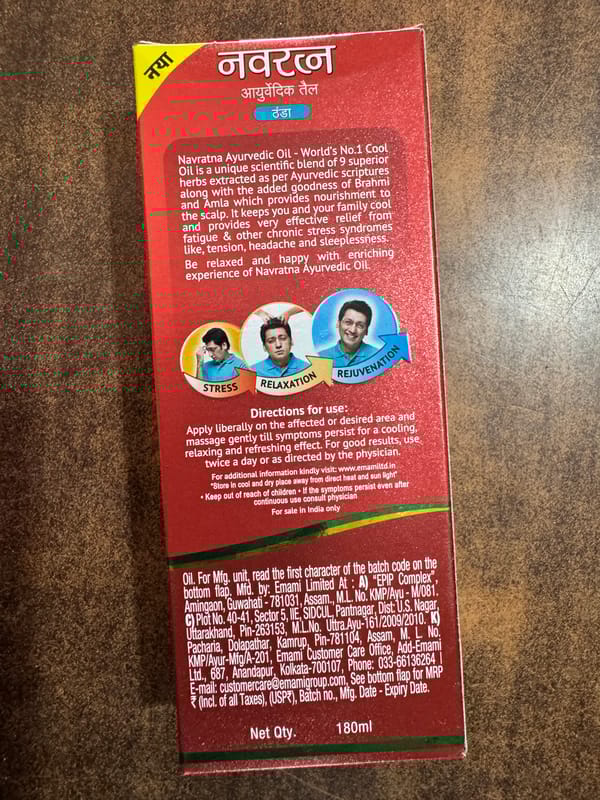 नया
नवरत्न
आयुर्वेदिक तैल
ठंडा
Navratna Ayurvedic Oil - World's No.1 Cool
Oil is a unique scientific blend of 9 superior
herbs extracted as per Ayurvedic scriptures
along with the added goodness of Brahmi
and Amla which provides nourishment to
the scalp. It keeps you and your family cool
and provides very effective relief from
fatigue & other chronic stress syndromes
like, tension, headache and sleeplessness.
Be relaxed and happy with enriching
experience of Navratna Ayurvedic Oil.
STRESS
RELAXATION
REJUVENATION
Directions for use:
Apply liberally on the affected or desired area and
massage gently till symptoms persist for a cooling,
relaxing and refreshing effect. For good results, use
twice a day or as directed by the physician.
For additional information kindly visit: www.emamiltd.in
"Store in cool and dry place away from direct heat and sun light"
• Keep out of reach of children • If the symptoms persist even after
continuous use consult physician
For sale in India only
Oil. For Mfg. unit, read the first character of the batch code on the
bottom flap. Mfd. by: Emami Limited At : A) "EPIP Complex",
Amingaon, Guwahati - 781031, Assam., M.L. No. KMP/Ayu - M/081.
C) Plot No. 40-41, Sector 5, IIE, SIDCUL, Pantnagar, Dist: U.S. Nagar,
Uttarakhand, Pin-263153, M.L.No. Uttra.Ayu-161/2009/2010. K)
Pacharia, Dolapathar, Kamrup, Pin-781104, Assam, M. L. No.
KMP/Ayur-Mfg/A-201, Emami Customer Care Office, Add-Emami
Ltd., 687, Anandapur, Kolkata-700107, Phone: 033-66136264 |
E-mail: customercare@emamigroup.com, See bottom flap for MRP
₹ (Incl. of all Taxes), (USP₹), Batch no., Mfg. Date - Expiry Date.
Net Qty. 180ml